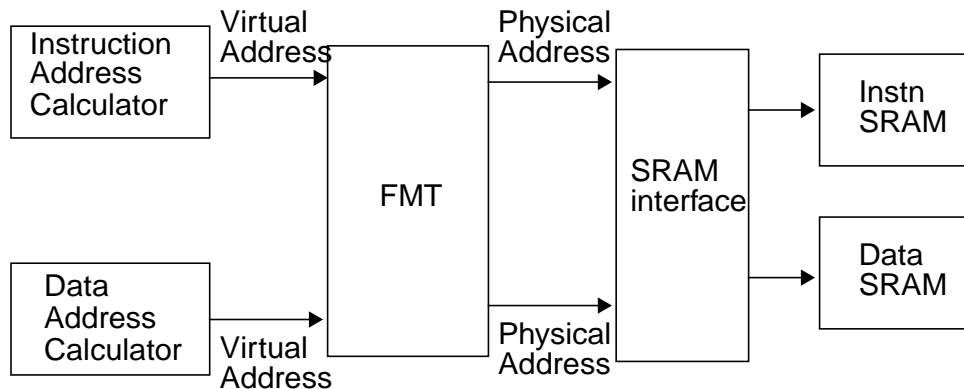 Instruction
Address
Calculator
Virtual
Address
FMT
Physical
Address
SRAM
interface
Instn
SRAM
Data
Address
Calculator
Virtual
Address
Physical
Address
Data
SRAM